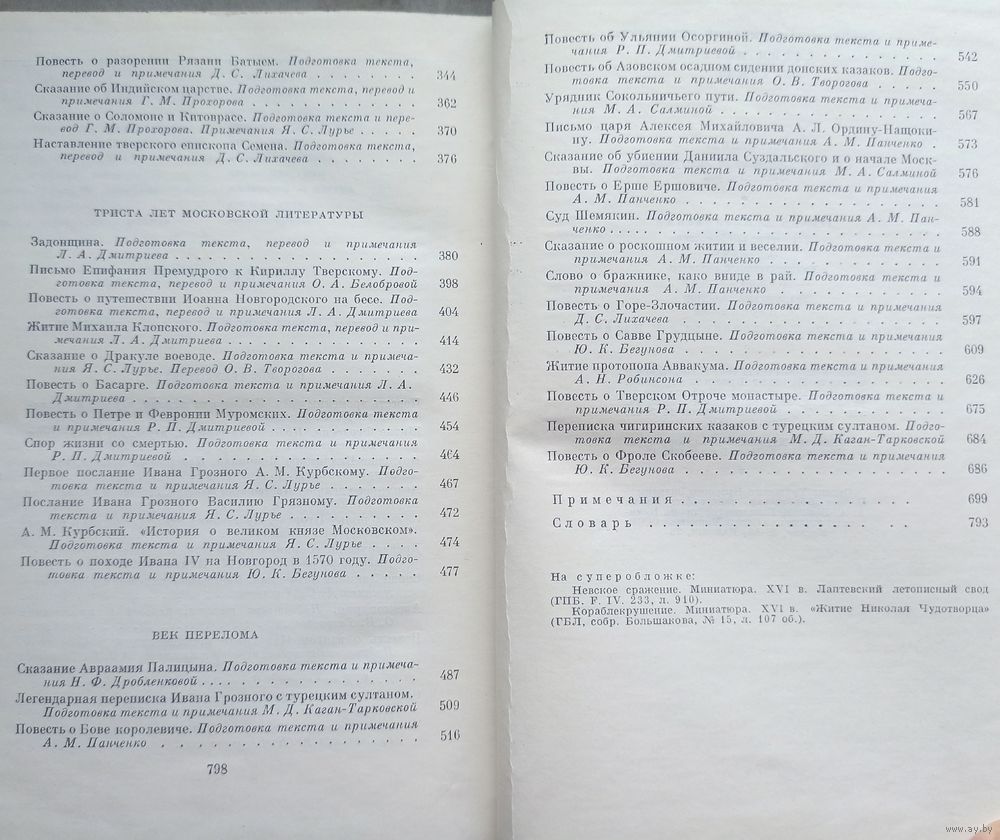 Повесть о разорении Рязани Батыем. Подготовка текста,
перевод и примечания Д. С. Лихачева . . . . . . . . 344
Сказание об Индийском царстве. Подготовка текста, перевод и
примечания Г. М. Прохорова . . . . . . . . . . . . 362
Сказание о Соломоне и Китоврасе. Подготовка текста и пере-
вод Г. М. Прохорова. Примечания Я. С. Лурье . . . . . 370
Наставление тверского епископа Семена. Подготовка текста,
перевод и примечания Д. С. Лихачева . . . . . . . . 376
ТРИСТА ЛЕТ МОСКОВСКОЙ ЛИТЕРАТУРЫ
Задонщина. Подготовка текста, перевод и примечания
Л. А. Дмитриева . . . . . . . . . . . . . . . . . . 380
Письмо Епифания Премудрого к Кириллу Тверскому. Под-
готовка текста, перевод и примечания О. А. Белобровой 398
Повесть о путешествии Иоанна Новгородского на бесе. Под-
готовка текста, перевод и примечания Л. А. Дмитриева 404
Житие Михаила Клопского. Подготовка текста, перевод и при-
мечания Л. А. Дмитриева . . . . . . . . . . . . . . 414
Сказание о Дракуле воеводе. Подготовка текста и примеча-
ния Я. С. Лурье. Перевод О. В. Творогова . . . . . . . 432
Повесть о Басарге. Подготовка текста и примечания Л. А.
Дмитриева . . . . . . . . . . . . . . . . . . . . . 446
Повесть о Петре и Февронии Муромских. Подготовка текста
и примечания Р. П. Дмитриевой . . . . . . . . . . . 454
Спор жизни со смертью. Подготовка текста и примечания
Р. П. Дмитриевой . . . . . . . . . . . . . . . . . 464
Первое послание Ивана Грозного А. М. Курбскому. Подго-
товка текста и примечания Я. С. Лурье . . . . . . . 467
Послание Ивана Грозного Василию Грязному. Подготовка
текста и примечания Я. С. Лурье . . . . . . . . . . 472
А. М. Курбский. «История о великом князе Московском».
Подготовка текста и примечания Я. С. Лурье . . . . 474
Повесть о походе Ивана IV на Новгород в 1570 году. Подго-
товка текста и примечания Ю. К. Бегунова . . . . . 477
ВЕК ПЕРЕЛОМА
Сказание Авраамия Палицына. Подготовка текста и примеча-
ния Н. Ф. Дробленковой . . . . . . . . . . . . . . . 487
Легендарная переписка Ивана Грозного с турецким султаном.
Подготовка текста и примечания М. Д. Каган-Тарковской 509
Повесть о Бове королевиче. Подготовка текста и примечания
А. М. Панченко . . . . . . . . . . . . . . . . . 516
798
Повесть об Ульянии Осоргиной. Подготовка текста и приме-
чания Р. П. Дмитриевой . . . . . . . . . . . . 542
Повесть об Азовском осадном сидении донских казаков. Подго-
товка текста и примечания О. В. Творогова . . . . . 550
Урядник Сокольничьего пути. Подготовка текста и примеча-
ния М. А. Салминой . . . . . . . . . . . . . . . 567
Письмо царя Алексея Михайловича А. Л. Ордину-Нащоки-
ну. Подготовка текста и примечания А. М. Панченко . 573
Сказание об убиении Даниила Суздальского и о начале Моск-
вы. Подготовка текста и примечания М. А. Салминой 576
Повесть о Ерше Ершовиче. Подготовка текста и примечания
А. М. Панченко . . . . . . . . . . . . . . . . . 581
Суд Шемякин. Подготовка текста и примечания А. М. Пан-
ченко . . . . . . . . . . . . . . . . . . . . . . 588
Сказание о роскошном житии и веселии. Подготовка текста и
примечания А. М. Панченко . . . . . . . . . . . . 591
Слово о бражнике, како вниде в рай. Подготовка текста и
примечания А. М. Панченко . . . . . . . . . . . . 594
Повесть о Горе-Злочастии. Подготовка текста и примечания
Д. С. Лихачева . . . . . . . . . . . . . . . . . 597
Повесть о Савве Грудцыне. Подготовка текста и примечания
Ю. К. Бегунова . . . . . . . . . . . . . . . . . 609
Житие протопопа Аввакума. Подготовка текста и примечания
А. Н. Робинсона . . . . . . . . . . . . . . . . 626
Повесть о Тверском Отроче монастыре. Подготовка текста и
примечания Р. П. Дмитриевой . . . . . . . . . . . 675
Переписка чигиринских казаков с турецким султаном. Подго-
товка текста и примечания М. Д. Каган-Тарковской 684
Повесть о Фроле Скобееве. Подготовка текста и примечания
Ю. К. Бегунова . . . . . . . . . . . . . . . . . 686
Примечания . . . . . . . . . . . . . 699
Словарь . . . . . . . . . . . . . . 793
На суперобложке:
Невское сражение. Миниатюра. XVI в. Лаптевский летописный свод
(ГПБ. F. IV. 233, л. 910).
Кораблекрушение. Миниатюра. XVI в. «Житие Николая Чудотворца»
(ГБЛ, собр. Большакова, № 15, л. 107 об.).
www.ay.by